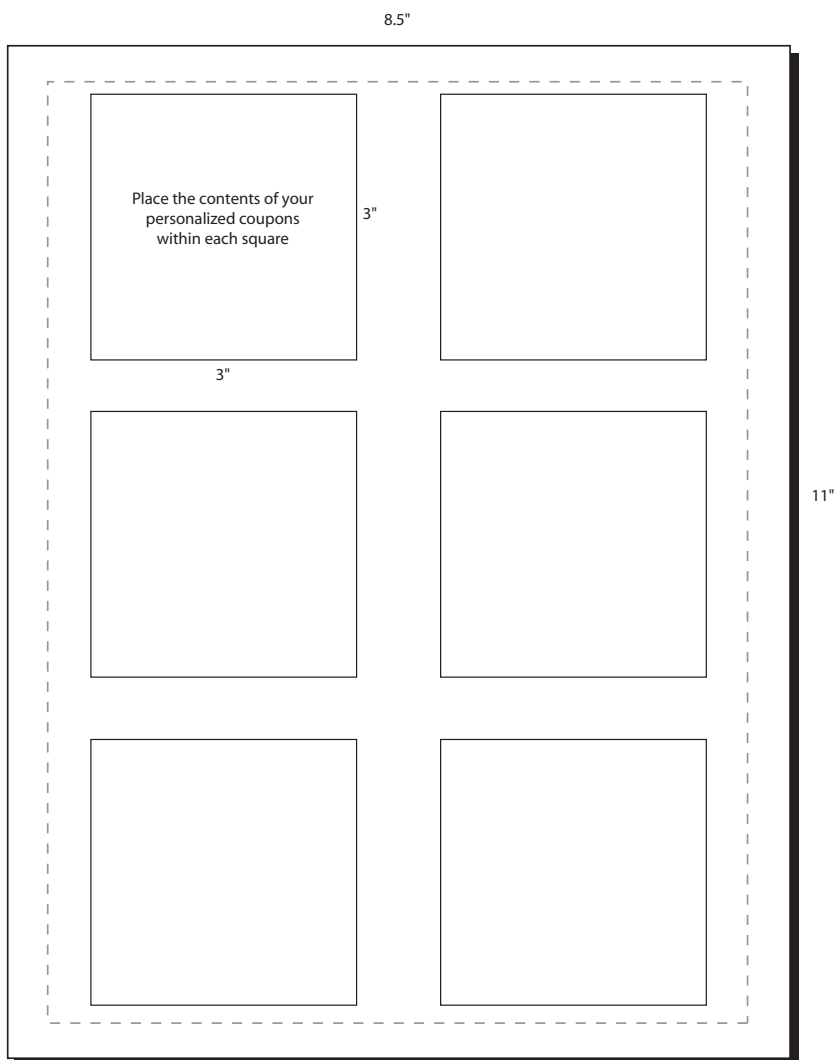 8.5"
Place the contents of your
personalized coupons
within each square
3"
3"
11"